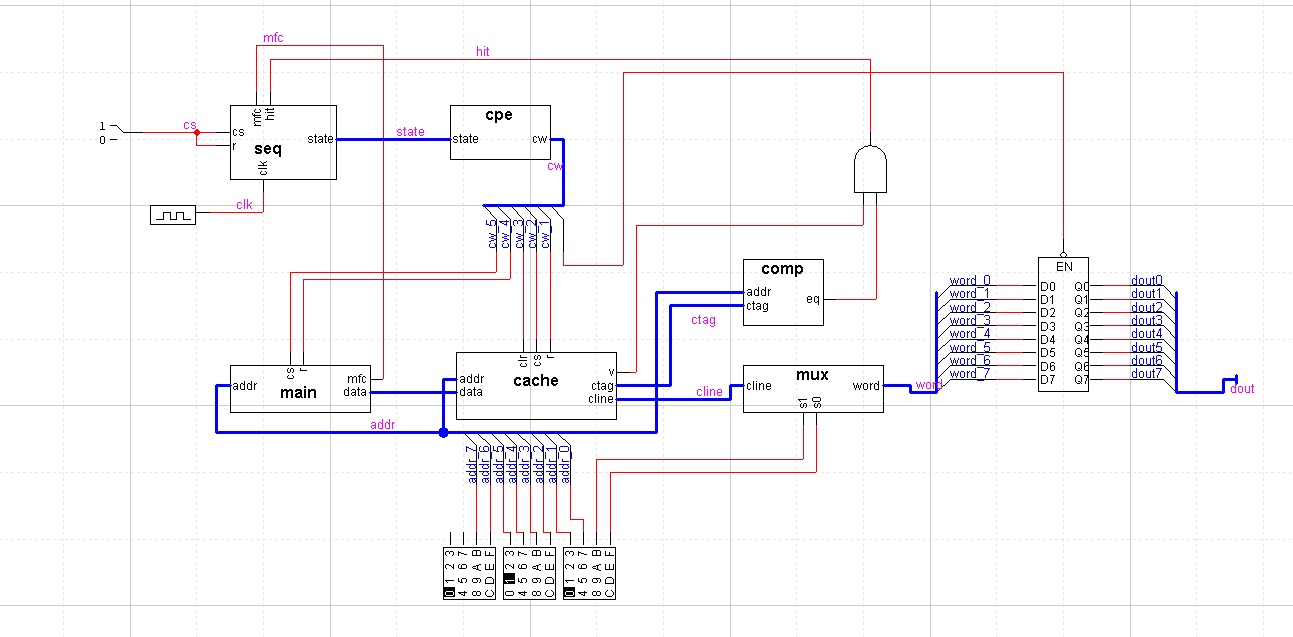 mfc
hit
mfc
hit
1
0
cs
cs
r
seq
clk
state
state
cpe
state
cw
cw
clk
cw_5
cw_4
cw_3
cw_2
cw_1
comp
addr
ctag
eq
ctag
EN
word_0
word_1
word_2
word_3
word_4
word_5
word_6
word_7
D0
D1
D2
D3
D4
D5
D6
D7
Q0
Q1
Q2
Q3
Q4
Q5
Q6
Q7
dout0
dout1
dout2
dout3
dout4
dout5
dout6
dout7
dout
cs
r
addr
mfc
data
main
clr
cs
r
addr
data
cache
v
ctag
cline
cline
mux
cline
word
s1
s0
word
addr
addr_7
addr_6
addr_5
addr_4
addr_3
addr_2
addr_1
addr_0
0 1 2 3
4 5 6 7
8 9 A B
C D E F
0 1 2 3
4 5 6 7
8 9 A B
C D E F
0 1 2 3
4 5 6 7
8 9 A B
C D E F